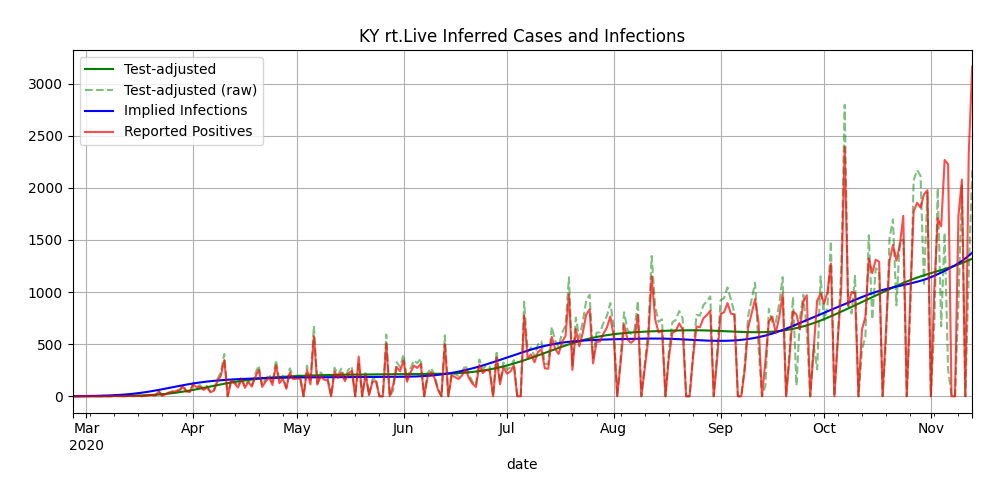 KY rt.Live Inferred Cases and Infections
Test-adjusted
Test-adjusted (raw)
Implied Infections
Reported Positives
3000
2500
2000
1500
1000
500
0
Mar Apr May Jun Jul Aug Sep Oct Nov
2020
date